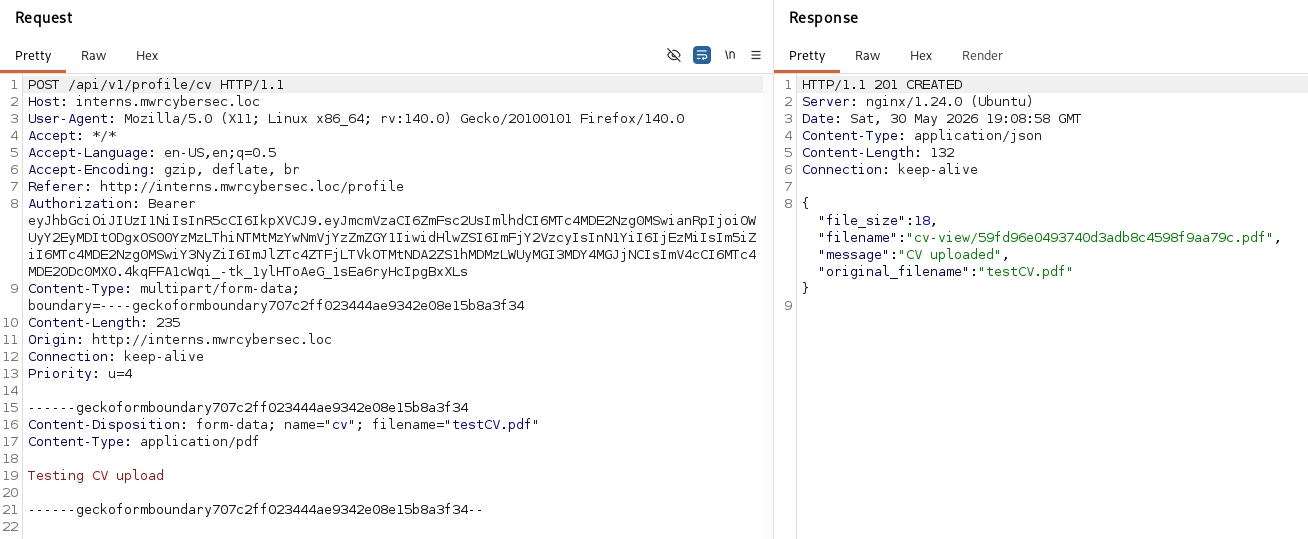 Request
Pretty Raw Hex \n
1 POST /api/v1/profile/cv HTTP/1.1
2 Host: interns.mwrcybersec.loc
3 User-Agent: Mozilla/5.0 (X11; Linux x86_64; rv:140.0) Gecko/20100101 Firefox/140.0
4 Accept: */*
5 Accept-Language: en-US,en;q=0.5
6 Accept-Encoding: gzip, deflate, br
7 Referer: http://interns.mwrcybersec.loc/profile
8 Authorization: Bearer
eyJhbGciOiJIUzI1NiIsInR5cCI6IkpXVCJ9.eyJmcmVzaCI6ZmFsc2UsImlhdCI6MTc4MDE2Nzg0MSwianRpIjoiOW
UyY2EyMDItODgxOS00YzMzLThiNTMtMzYwNmVjYzZmZGY1IiwidHlwZSI6ImFjY2VzcyIsInN1YiI6IjEzMiIsIm5iZ
iI6MTc4MDE2Nzg0MSwiY3NyZiI6ImJlZTc4ZTFjLTVkOTMtNDA2ZS1hMDMzLWUyMGI3MDY4MGJjNCIsImV4cCI6MTc4
MDE2ODc0MX0.4kqFFA1cWqi_-tk_1ylHToAeG_1sEa6ryHcIpgBxXLs
9 Content-Type: multipart/form-data;
boundary=----geckoformboundary707c2ff023444ae9342e08e15b8a3f34
10 Content-Length: 235
11 Origin: http://interns.mwrcybersec.loc
12 Connection: keep-alive
13 Priority: u=4
14
15 ------geckoformboundary707c2ff023444ae9342e08e15b8a3f34
16 Content-Disposition: form-data; name="cv"; filename="testCV.pdf"
17 Content-Type: application/pdf
18
19 Testing CV upload
20
21 ------geckoformboundary707c2ff023444ae9342e08e15b8a3f34--
22
Response
Pretty Raw Hex Render
1 HTTP/1.1 201 CREATED
2 Server: nginx/1.24.0 (Ubuntu)
3 Date: Sat, 30 May 2026 19:08:58 GMT
4 Content-Type: application/json
5 Content-Length: 132
6 Connection: keep-alive
7
8 {
"file_size":18,
"filename":"cv-view/59fd96e0493740d3adb8c4598f9aa79c.pdf",
"message":"CV uploaded",
"original_filename":"testCV.pdf"
}
9